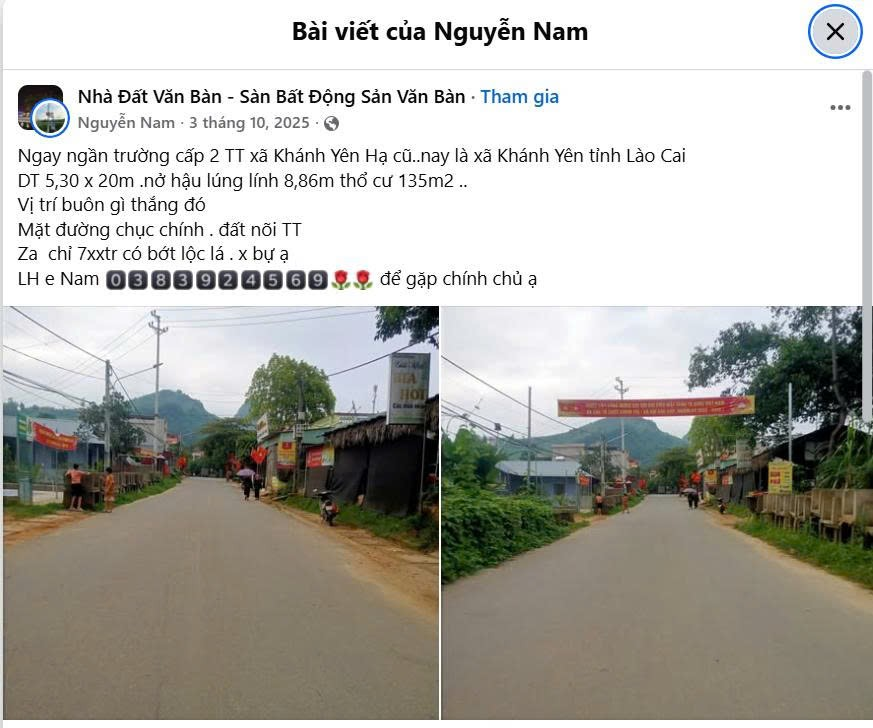 Bài viết của Nguyễn Nam
Nhà Đất Văn Bàn - Sàn Bất Động Sản Văn Bàn · Tham gia
Nguyễn Nam · 3 tháng 10, 2025 ·
Ngay ngần trường cấp 2 TT xã Khánh Yên Hạ cũ..nay là xã Khánh Yên tỉnh Lào Cai
DT 5,30 x 20m .nở hậu lúng lính 8,86m thổ cư 135m2 ..
Vị trí buôn gì thắng đó
Mặt đường chục chính . đất nõi TT
Za chỉ 7xxtr có bớt lộc lá . x bự ạ
LH e Nam 0383924569🌹🌹 để gặp chính chủ ạ
BIA
HƠI